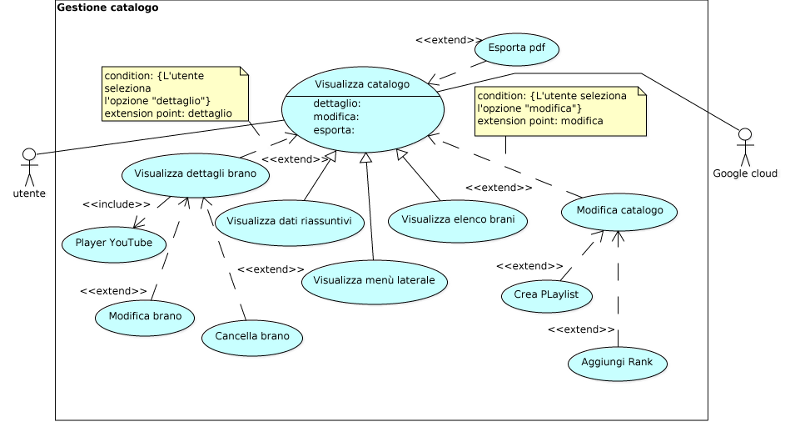 Gestione catalogo
<<extend>>
Esporta pdf
condition: {L'utente
seleziona
l'opzione "dettaglio"}
extension point: dettaglio
Visualizza catalogo
dettaglio:
modifica:
esporta:
condition: {L'utente seleziona
l'opzione "modifica"}
extension point: modifica
utente
Google cloud
<<extend>>
Visualizza dettagli brano
<<extend>>
<<include>>
Visualizza dati riassuntivi
Visualizza elenco brani
Modifica catalogo
Player YouTube
<<extend>>
<<extend>>
Visualizza menù laterale
<<extend>>
Crea PLaylist
Modifica brano
<<extend>>
Cancella brano
Aggiungi Rank